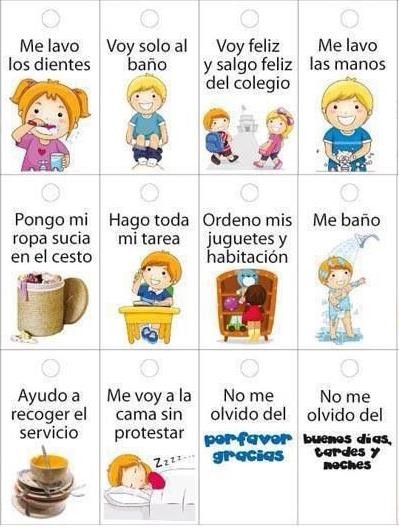 Me lavo
los dientes
Voy solo al
baño
Voy feliz
y salgo feliz
del colegio
Me lavo
las manos
Pongo mi
ropa sucia
en el cesto
Hago toda
mi tarea
Ordeno mis
juguetes y
habitación
Me baño
Ayudo a
recoger el
servicio
Me voy a la
cama sin
protestar
Zzzz...
No me
olvido del
porfavor
gracias
No me
olvido del
buenos dias,
tardes y
noches